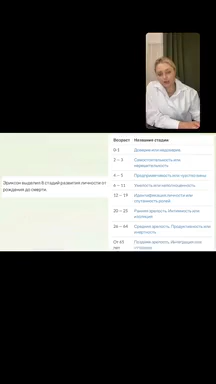 Эриксон выделил 8 стадий развития личности от
рождения до смерти.
Возраст Названия стадии
0-1 Доверие или недоверие
2 – 3 Самостоятельность или
нерешительность
4 – 5 Предприимчивость или чувство вины
6 – 11 Умелость или неполноценность
12 – 19 Идентификация личности или
спутанность ролей
20 – 25 Ранняя зрелость. Интимность или
изоляция
26 – 64 Средняя зрелость. Продуктивность или
инертность
От 65
лет
Поздняя зрелость. Интеграция или
отчаяние